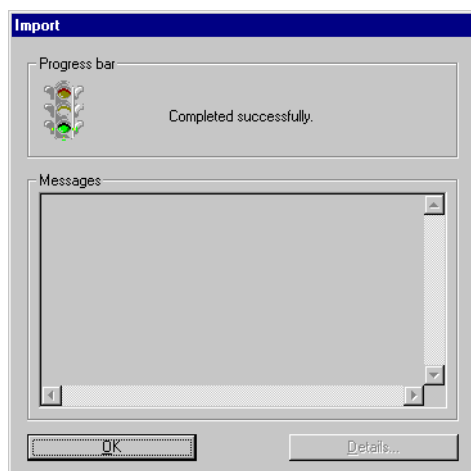 Import
Progress bar
Completed successfully.
Messages
OK
Details...